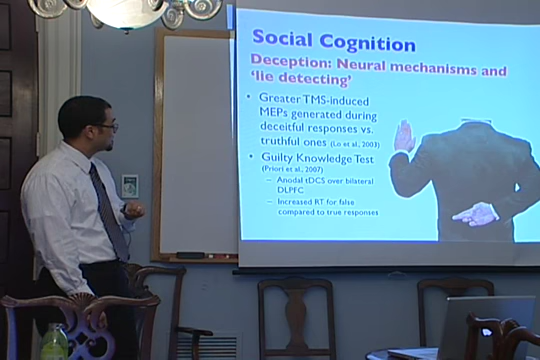 Social Cognition
Deception: Neural mechanisms and
'lie detecting'
• Greater TMS-induced
MEPs generated during
deceitful responses vs.
truthful ones (Lo et al., 2003)
• Guilty Knowledge Test
(Priori et al., 2007)
– Anodal tDCS over bilateral
DLPFC
– Increased RT for false
compared to true responses